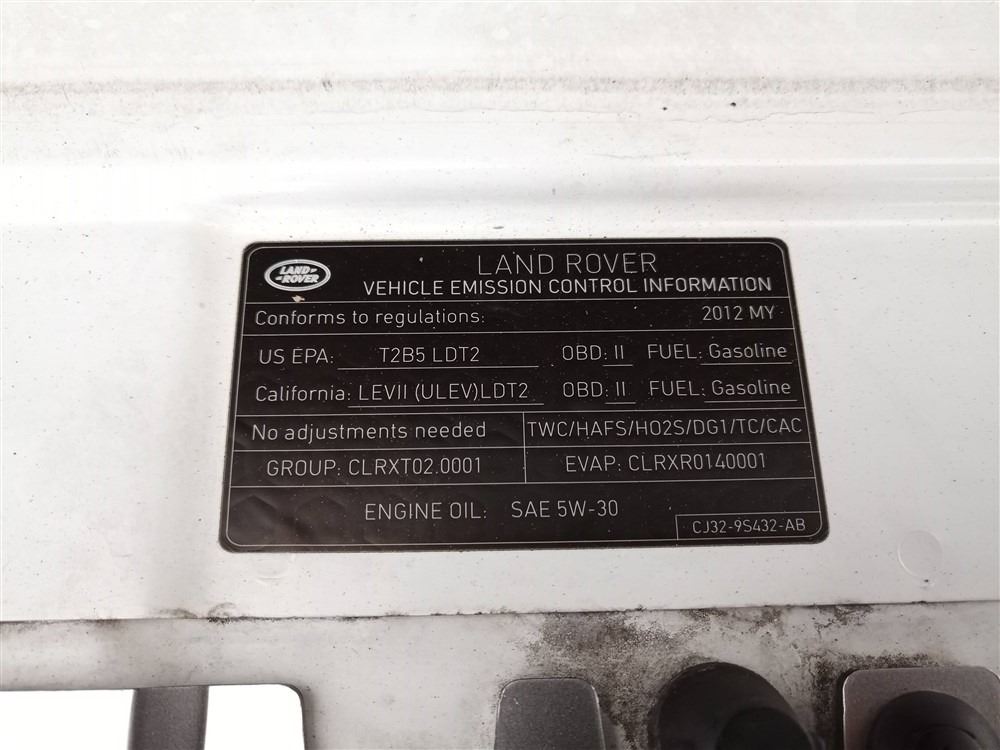 LAND ROVER
LAND ROVER
VEHICLE EMISSION CONTROL INFORMATION
Conforms to regulations: 2012 MY
US EPA: T2B5 LDT2 OBD: II FUEL: Gasoline
California: LEVII (ULEV)LDT2 OBD: II FUEL: Gasoline
No adjustments needed TWC/HAFS/HO2S/DG1/TC/CAC
GROUP: CLRXT02.0001 EVAP: CLRXR0140001
ENGINE OIL: SAE 5W-30
CJ32-9S432-AB